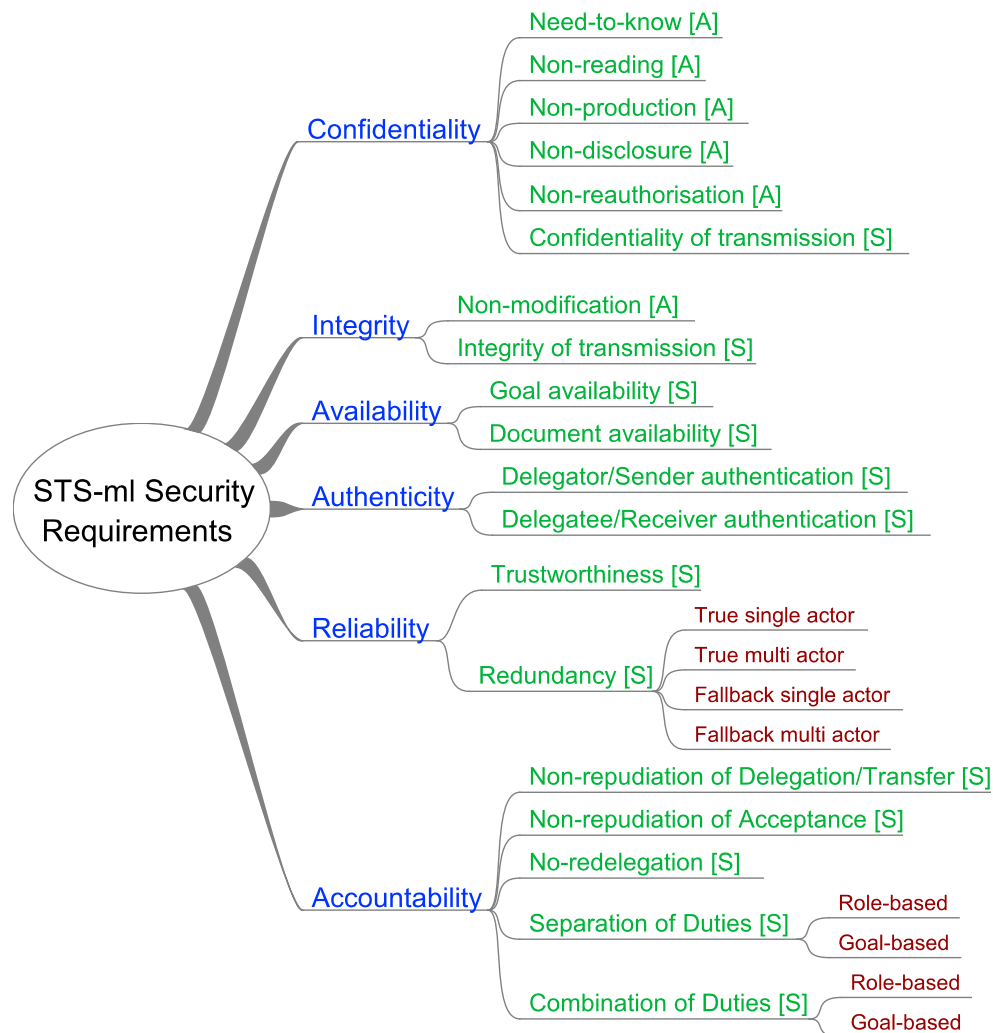 Need-to-know [A]
Non-reading [A]
Non-production [A]
Confidentiality
Non-disclosure [A]
Non-reauthorisation [A]
Confidentiality of transmission [S]
Non-modification [A]
Integrity
Integrity of transmission [S]
Goal availability [S]
Availability
Document availability [S]
STS-ml Security
Requirements
Delegator/Sender authentication [S]
Authenticity
Delegatee/Receiver authentication [S]
Trustworthiness [S]
Reliability
Redundancy [S]
True single actor
True multi actor
Fallback single actor
Fallback multi actor
Non-repudiation of Delegation/Transfer [S]
Non-repudiation of Acceptance [S]
No-redelegation [S]
Accountability
Separation of Duties [S]
Role-based
Goal-based
Combination of Duties [S]
Role-based
Goal-based